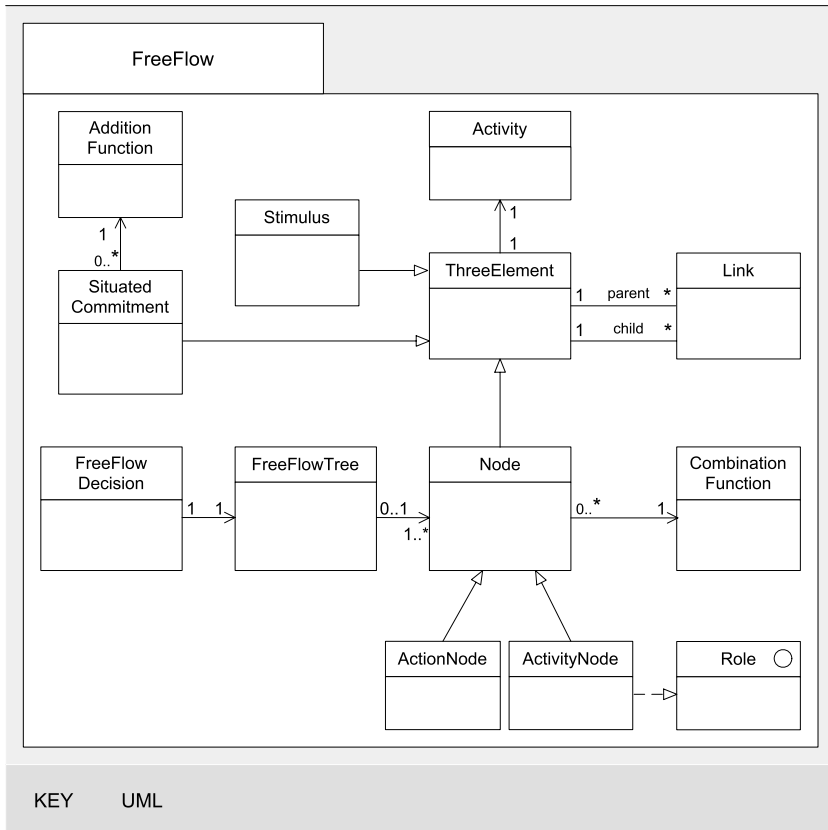 FreeFlow
Addition
Function
Activity
Stimulus
1
1
0..*
1
Situated
Commitment
ThreeElement
Link
1 parent *
1 child *
FreeFlow
Decision
FreeFlowTree
Node
Combination
Function
1 1
0..1
1..*
0..* 1
ActionNode
ActivityNode
Role
KEY UML